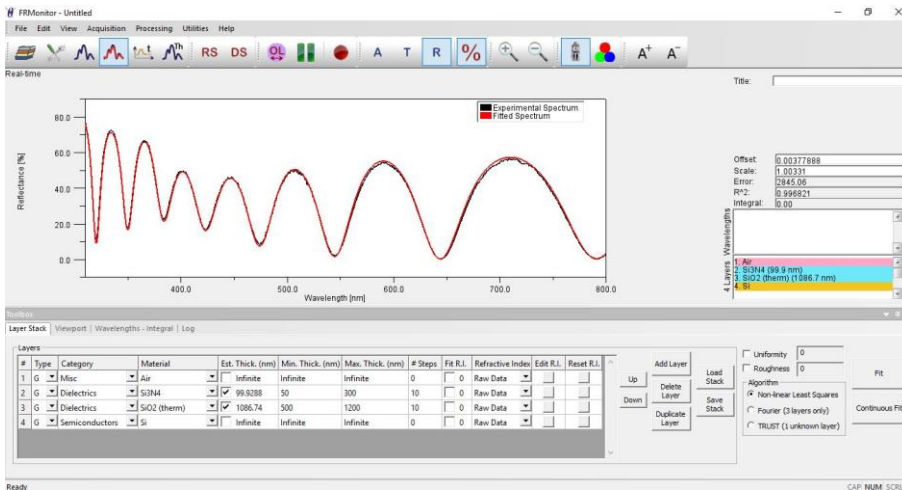 FRMonitor - Untitled
File Edit View Acquisition Processing Utilities Help
RS DS OL A T R % A+ A-
Real-time
Title:
Experimental Spectrum
Fitted Spectrum
80.0
60.0
40.0
20.0
0.0
Reflectance [%]
400.0 500.0 600.0 700.0 800.0
Wavelength [nm]
Offset: 0.00377888
Scale: 1.00331
Error: 2845.06
R^2: 0.996821
Integral: 0.00
Wavelengths
4 Layers
1. Air
2. Si3N4 (99.9 nm)
3. SiO2 (therm) (1086.7 nm)
4. Si
Toolbox
Layer Stack Viewport Wavelengths - Integral Log
Layers
# Type Category Material Est. Thick. (nm) Min. Thick. (nm) Max. Thick. (nm) # Steps Fit R.I. Refractive Index Edit R.I. Reset R.I.
1 G Misc Air Infinite Infinite Infinite 0 0 Raw Data
2 G Dielectrics Si3N4 99.9288 50 300 10 0 Raw Data
3 G Dielectrics SiO2 (therm) 1086.74 500 1200 10 0 Raw Data
4 G Semiconductors Si Infinite Infinite Infinite 0 0 Raw Data
Up
Down
Add Layer
Delete Layer
Duplicate Layer
Load Stack
Save Stack
Uniformity 0
Roughness 0
Algorithm
Non-linear Least Squares
Fourier (3 layers only)
TRUST (1 unknown layer)
Fit
Continuous Fit
Ready
CAP NUM SCRL